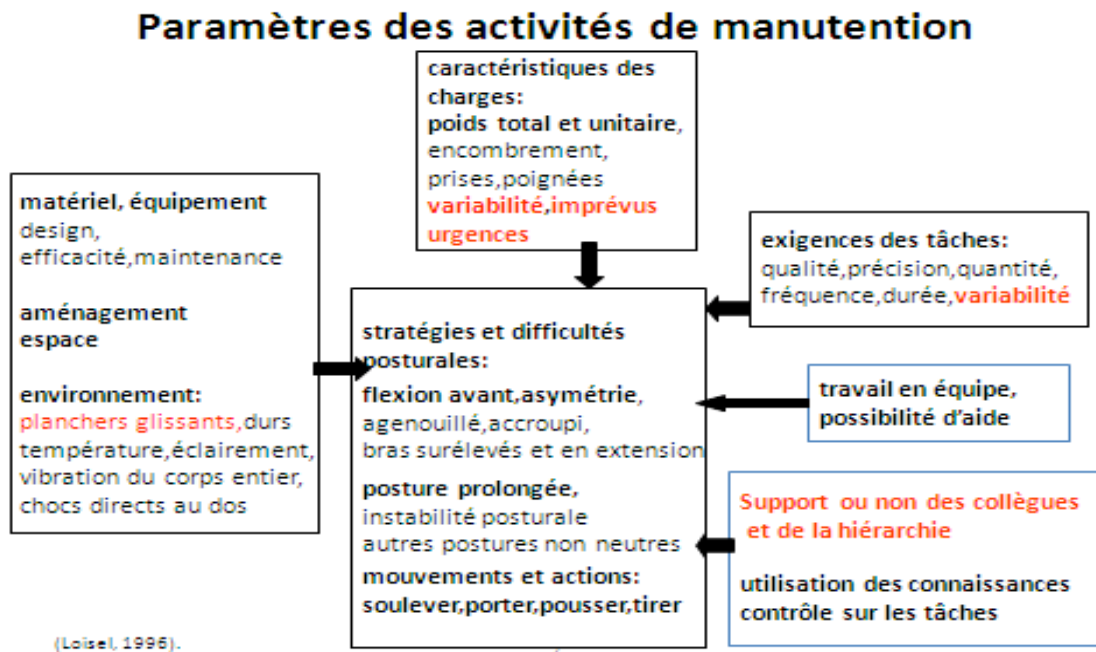 Paramètres des activités de manutention
caractéristiques des
charges:
poids total et unitaire,
encombrement,
prises,poignées
variabilité,imprévus
urgences
matériel, équipement
design,
efficacité,maintenance
aménagement
espace
environnement:
planchers glissants,durs
température,éclairement,
vibration du corps entier,
chocs directs au dos
stratégies et difficultés
posturales:
flexion avant,asymétrie,
agenouillé,accroupi,
bras surélevés et en extension
posture prolongée,
instabilité posturale
autres postures non neutres
mouvements et actions:
soulever,porter,pousser,tirer
exigences des tâches:
qualité,précision,quantité,
fréquence,durée,variabilité
travail en équipe,
possibilité d'aide
Support ou non des collègues
et de la hiérarchie
utilisation des connaissances
contrôle sur les tâches
(Loisel, 1996).